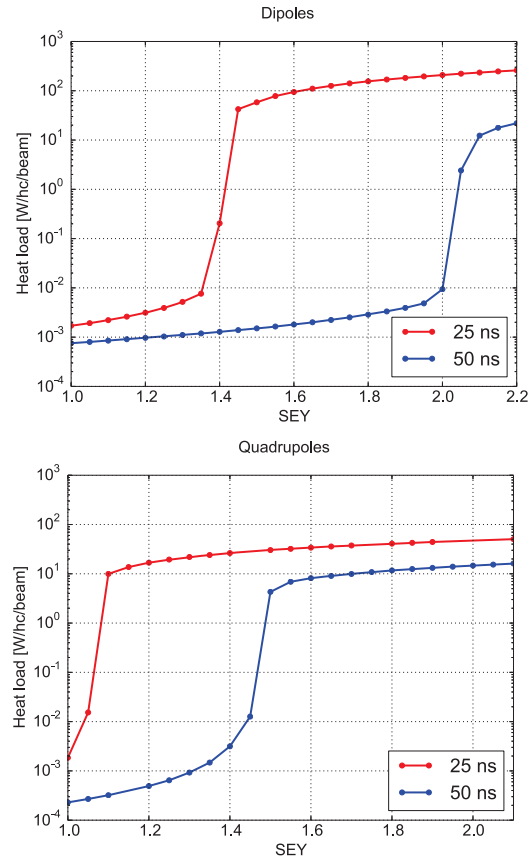 Dipoles
10^3
10^2
10^1
10^0
10^-1
10^-2
10^-3
10^-4
Heat load [W/hc/beam]
25 ns
50 ns
1.0 1.2 1.4 1.6 1.8 2.0 2.2
SEY
Quadrupoles
10^3
10^2
10^1
10^0
10^-1
10^-2
10^-3
10^-4
Heat load [W/hc/beam]
25 ns
50 ns
1.0 1.2 1.4 1.6 1.8 2.0
SEY